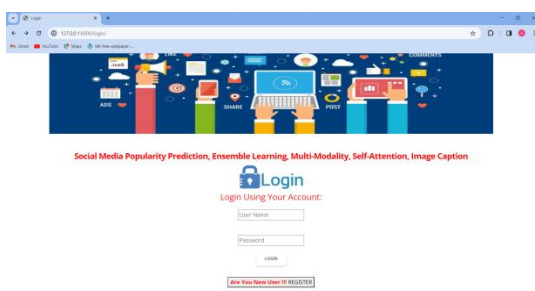 Login
127.0.0.1:8000/login/
Gmail YouTube Maps
COMMENTS
ADS
SHARE
POST
Social Media Popularity Prediction, Ensemble Learning, Multi-Modality, Self-Attention, Image Caption
Login
Login Using Your Account:
User Name
Password
LOGIN
Are You New User !!! REGISTER